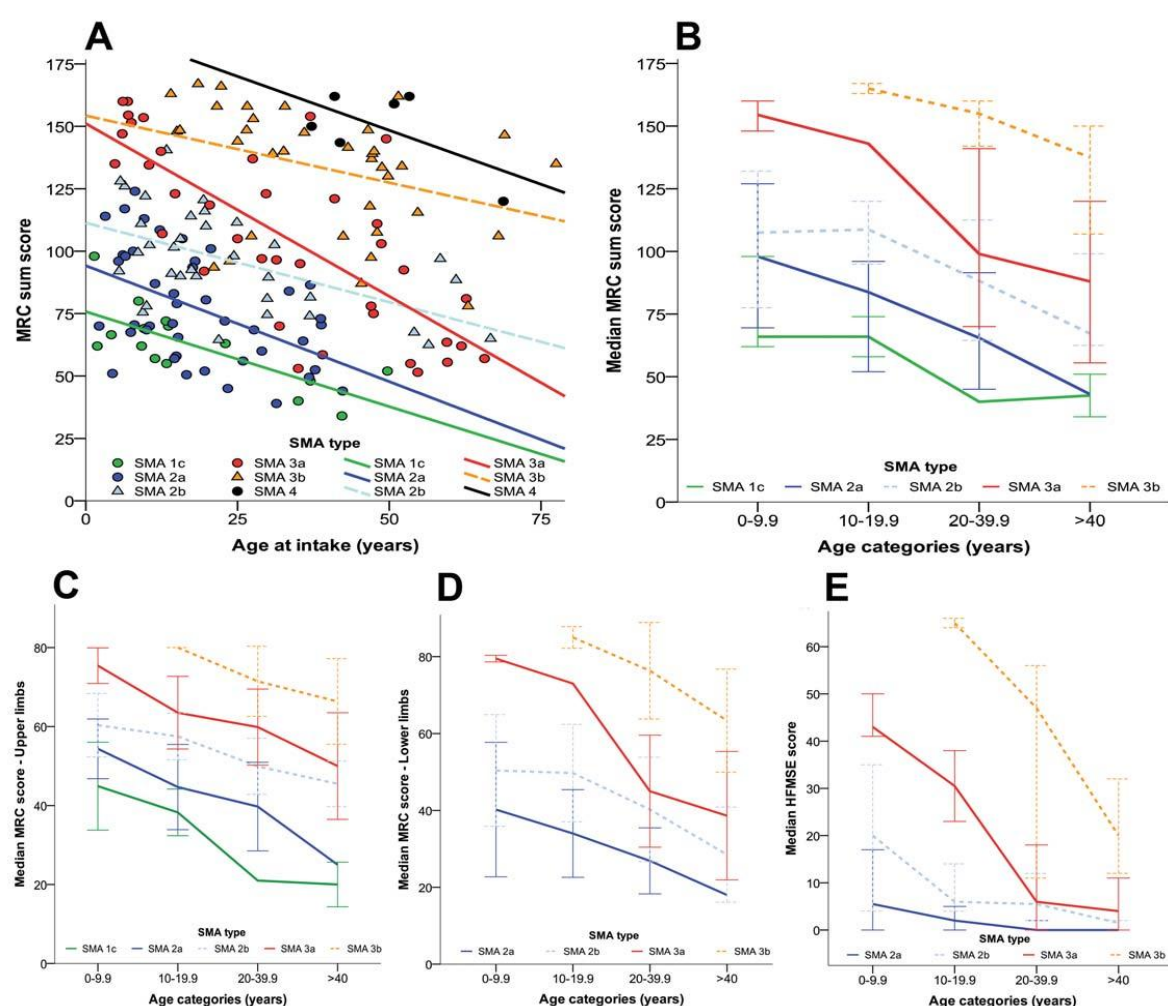 A
MRC sum score
175
150
125
100
75
50
25
0
SMA type
SMA 1c SMA 3a SMA 1c SMA 3a
SMA 2a SMA 3b SMA 2a SMA 3b
SMA 2b SMA 4 SMA 2b SMA 4
0 25 50 75
Age at intake (years)
B
Median MRC sum score
175
150
125
100
75
50
25
0
SMA type
SMA 1c SMA 2a SMA 2b SMA 3a SMA 3b
0-9.9 10-19.9 20-39.9 >40
Age categories (years)
C
Median MRC score - Upper limbs
80
60
40
20
0
SMA type
SMA 1c SMA 2a SMA 2b SMA 3a SMA 3b
0-9.9 10-19.9 20-39.9 >40
Age categories (years)
D
Median MRC score - Lower limbs
80
60
40
20
0
SMA type
SMA 2a SMA 2b SMA 3a SMA 3b
0-9.9 10-19.9 20-39.9 >40
Age categories (years)
E
Median HFMSE score
60
50
40
30
20
10
0
SMA type
SMA 2a SMA 2b SMA 3a SMA 3b
0-9.9 10-19.9 20-39.9 >40
Age categories (years)